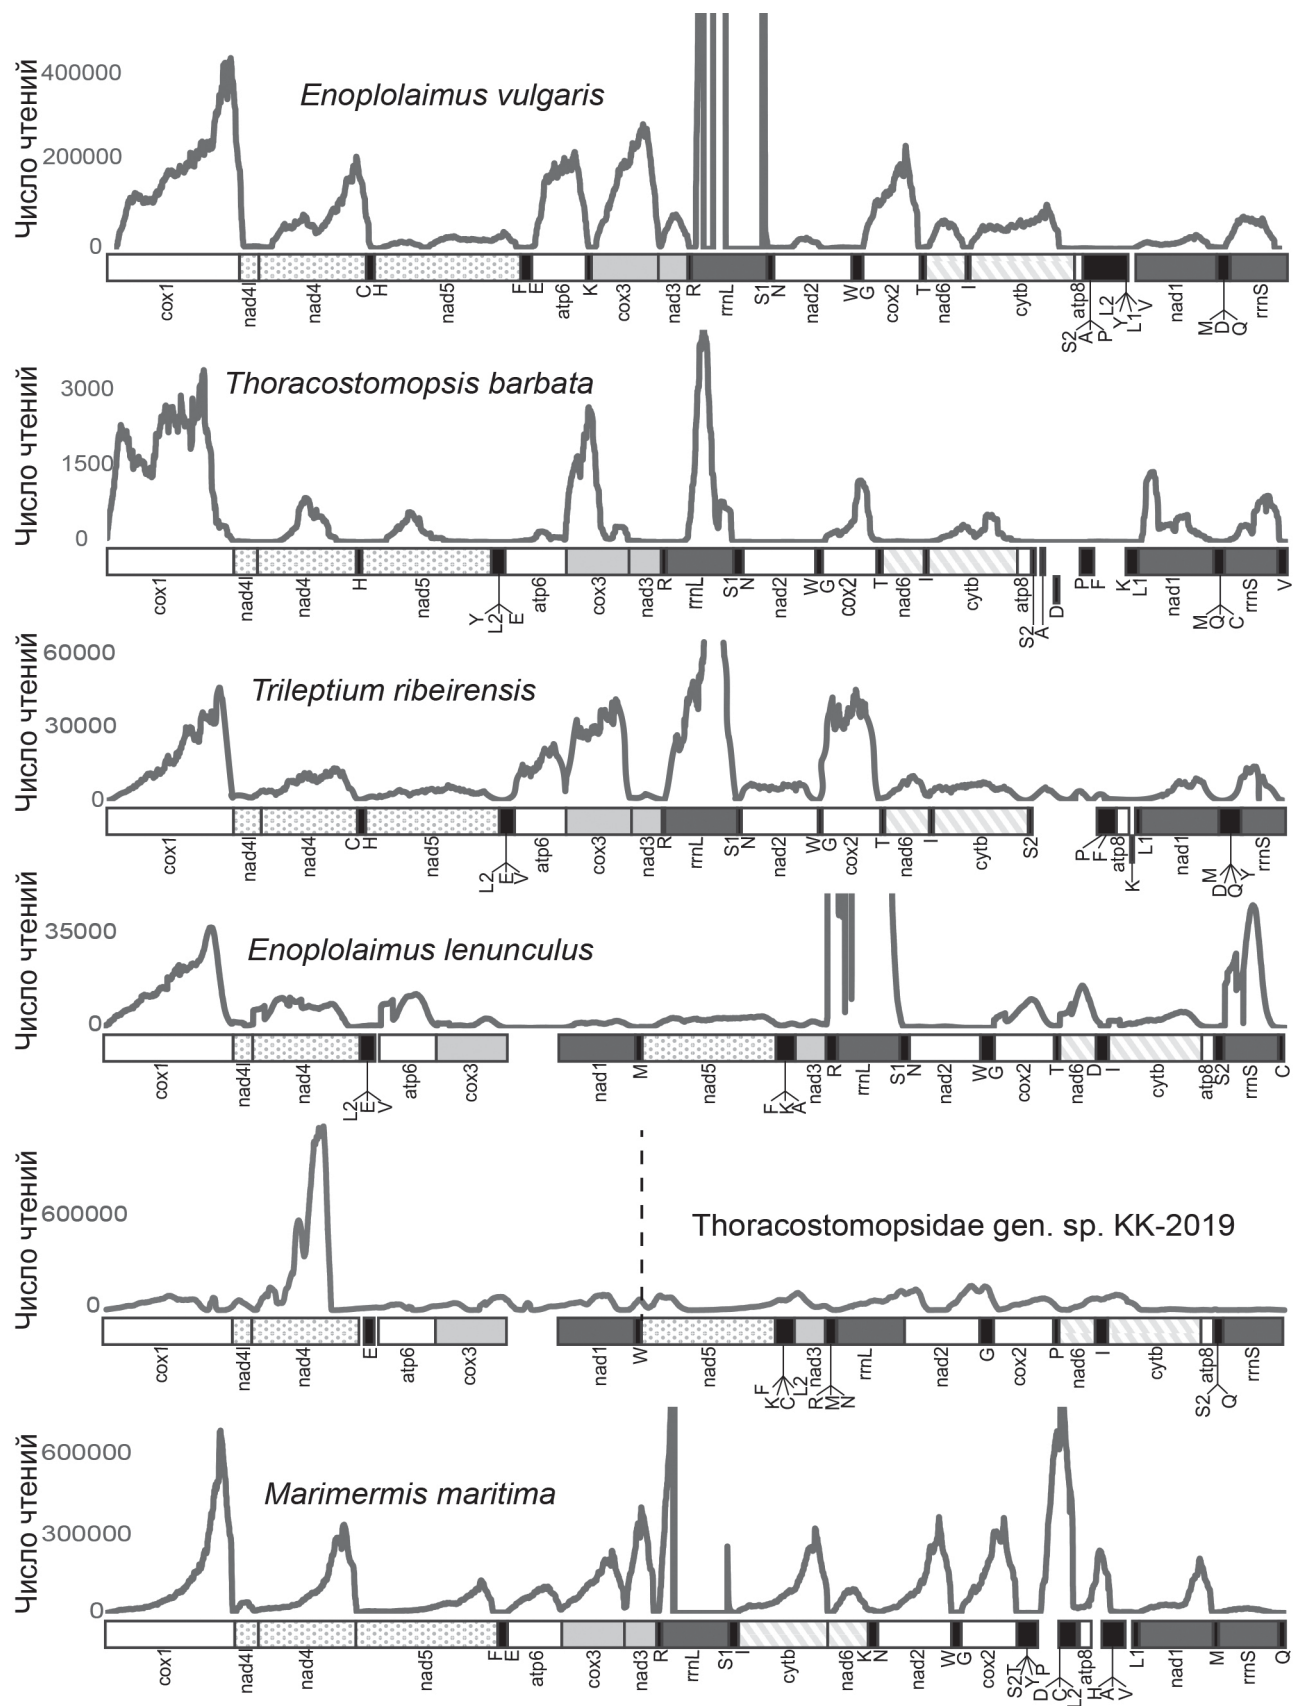 Число чтений
400000
200000
0
Enoplolaimus vulgaris
cox1 nad4l nad4 C H nad5 F E atp6 K cox3 nad3 R rrnL S1 N nad2 W G cox2 T nad6 I cytb atp8 S2 A P L2 Y L1 V nad1 M D Q rrnS
Число чтений
3000
1500
0
Thoracostomopsis barbata
cox1 nad4l nad4 H nad5 Y L2 E atp6 cox3 nad3 R rrnL S1 N nad2 W G cox2 T nad6 I cytb atp8 S2 A D P F K L1 nad1 M Q C rrnS V
Число чтений
60000
30000
0
Trileptium ribeirensis
cox1 nad4l nad4 C H nad5 L2 E V atp6 cox3 nad3 R rrnL S1 N nad2 W G cox2 T nad6 I cytb S2 P F atp8 K L1 nad1 D M Q Y rrnS
Число чтений
35000
0
Enoplolaimus lenunculus
cox1 nad4l nad4 L2 E V atp6 cox3 nad1 M nad5 F K A nad3 R rrnL S1 N nad2 W G cox2 T nad6 D I cytb atp8 S2 rrnS C
Число чтений
600000
0
Thoracostomopsidae gen. sp. KK-2019
cox1 nad4l nad4 E atp6 cox3 nad1 W nad5 K F C L2 nad3 R M N rrnL nad2 G cox2 P nad6 I cytb atp8 S2 Q rrnS
Число чтений
600000
300000
0
Marimermis maritima
cox1 nad4l nad4 nad5 F E atp6 cox3 nad3 R rrnL S1 I cytb nad6 K N nad2 W G cox2 S2 T Y D P C L2 atp8 H A V L1 nad1 M rrnS Q